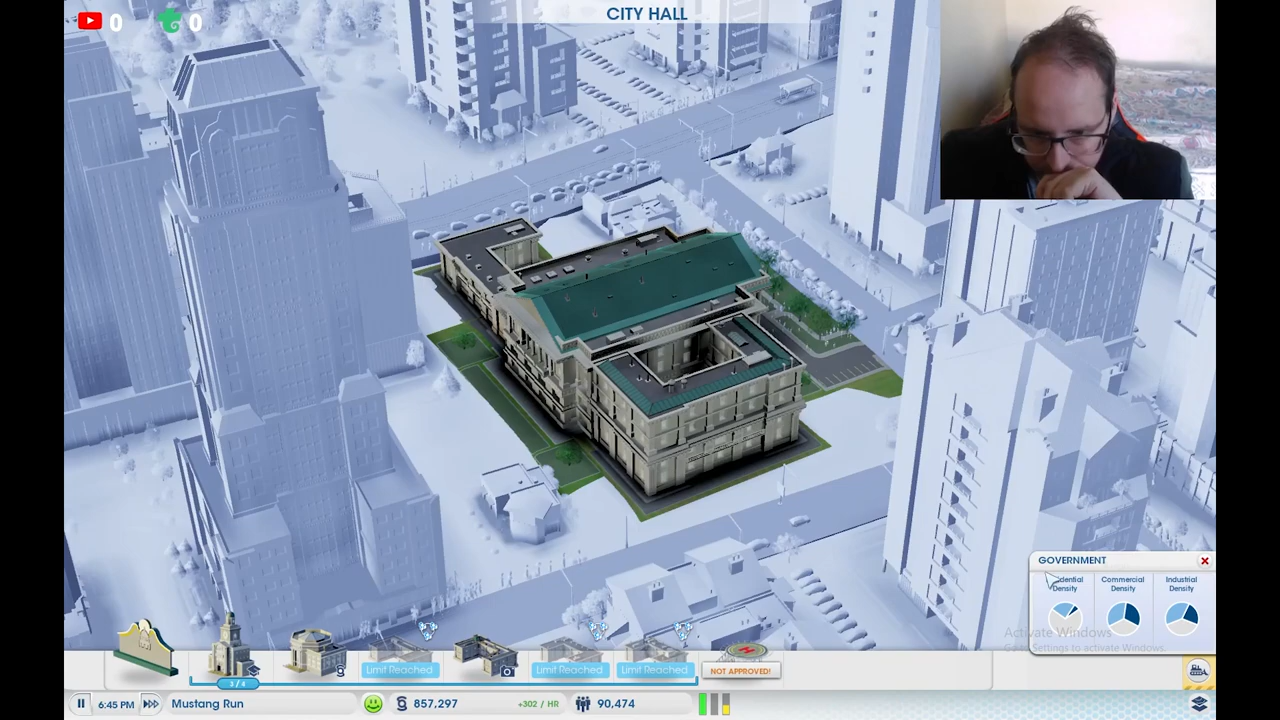 0 0
CITY HALL
GOVERNMENT
dential Density
Commercial Density
Industrial Density
Activate Windows
Go to Settings to activate Windows.
Limit Reached
Limit Reached
Limit Reached
NOT APPROVED!
3 / 4
6:45 PM
Mustang Run
857,297
+302 / HR
90,474